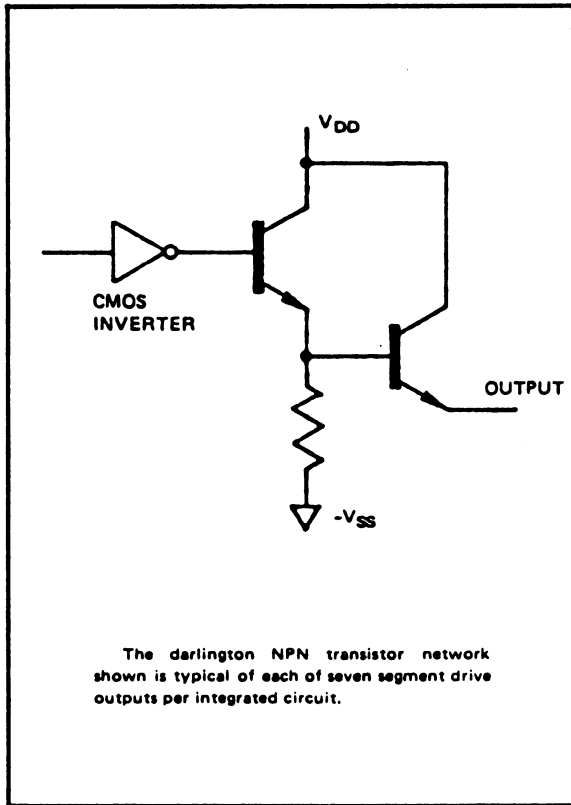 VDD
CMOS
INVERTER
OUTPUT
-VSS
The darlington NPN transistor network
shown is typical of each of seven segment drive
outputs per integrated circuit.